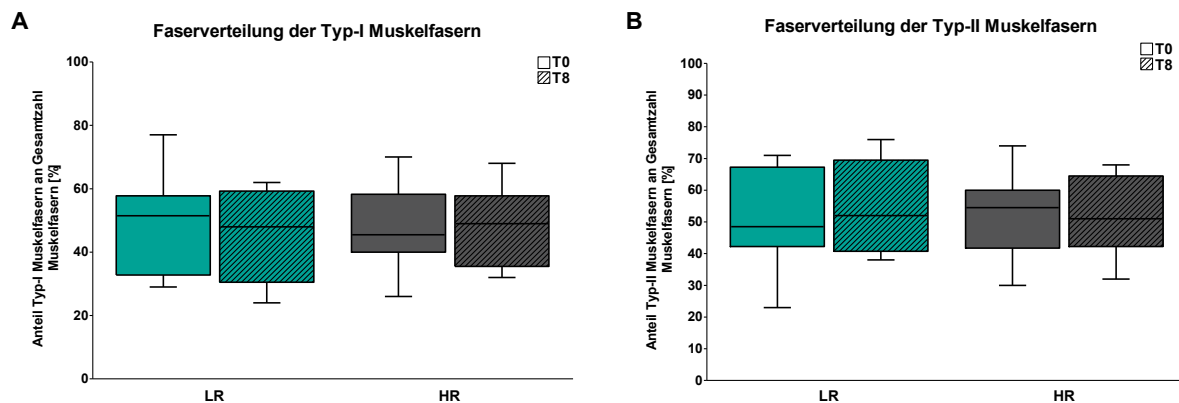 A
Faserverteilung der Typ-I Muskelfasern
T0
T8
Anteil Typ-I Muskelfasern an Gesamtzahl
Muskelfasern [%]
100
80
60
40
20
0
LR
HR
B
Faserverteilung der Typ-II Muskelfasern
T0
T8
Anteil Typ-II Muskelfasern an Gesamtzahl
Muskelfasern [%]
100
90
80
70
60
50
40
30
20
10
0
LR
HR